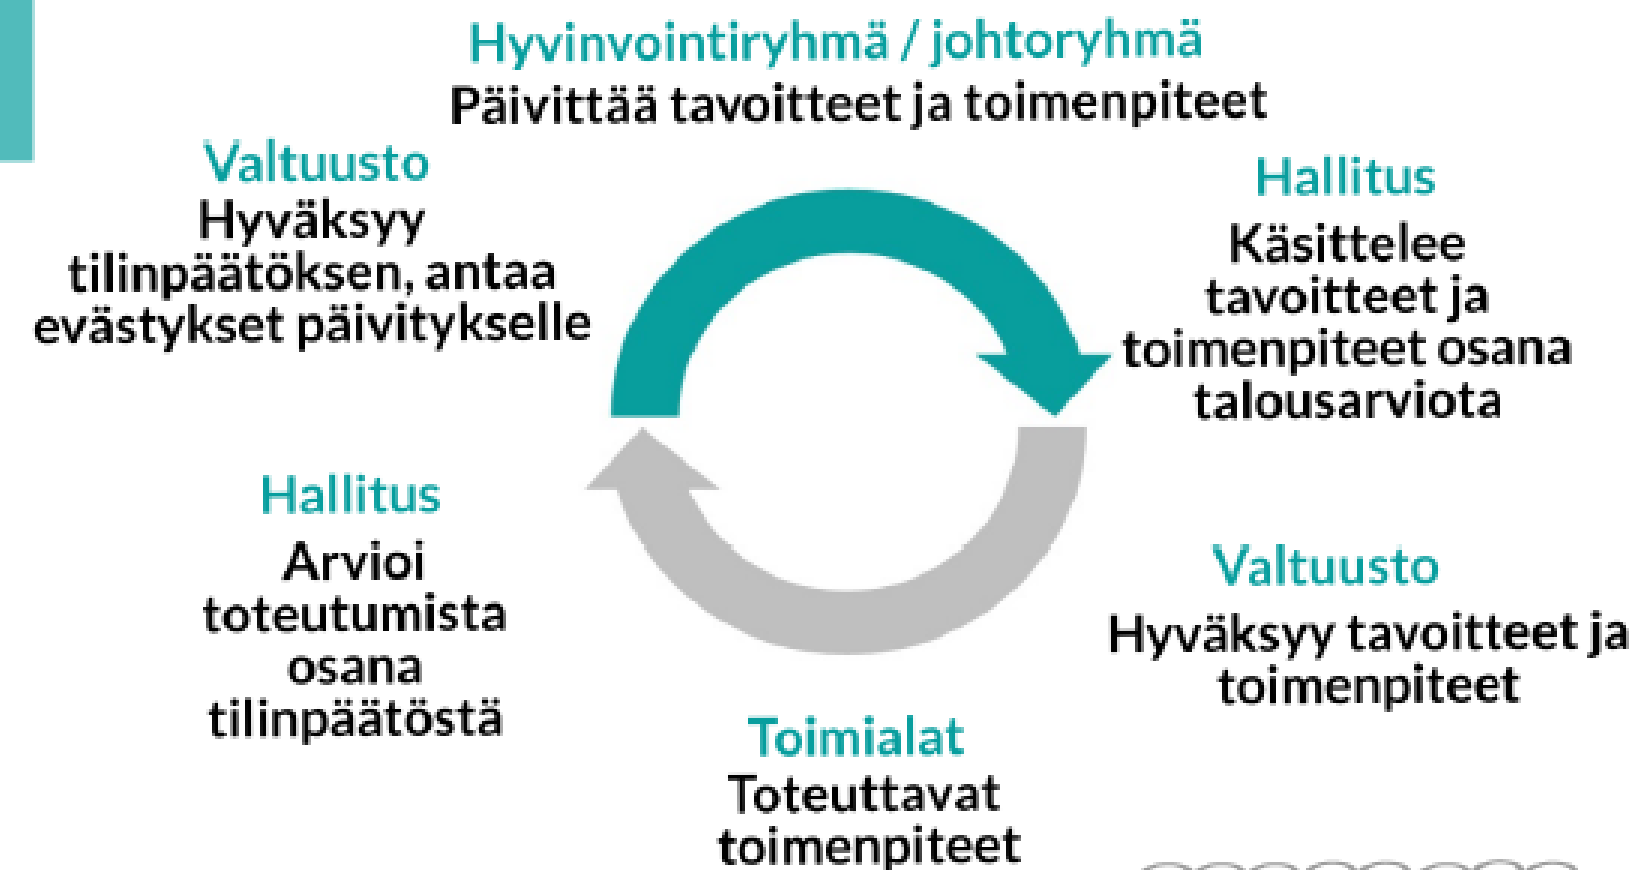 Hyvinvointiryhmä / johtoryhmä
Päivittää tavoitteet ja toimenpiteet
Hallitus
Käsittelee
tavoitteet ja
toimenpiteet osana
talousarviota
Valtuusto
Hyväksyy tavoitteet ja
toimenpiteet
Toimialat
Toteuttavat
toimenpiteet
Hallitus
Arvioi
toteutumista
osana
tilinpäätöstä
Valtuusto
Hyväksyy
tilinpäätöksen, antaa
evästykset päivitykselle